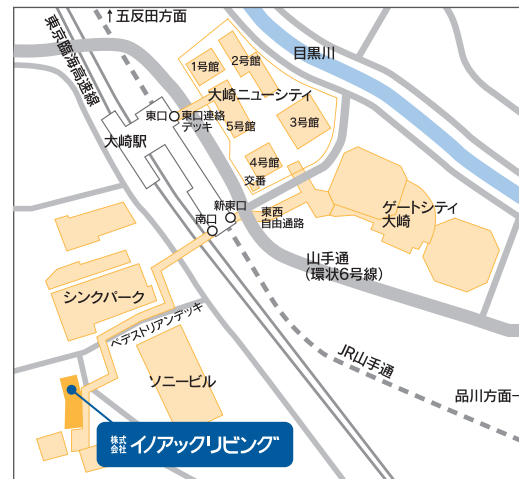 ↑五反田方面
東京臨海高速線
目黒川
1号館
2号館
大崎ニューシティ
3号館
東口
東口連絡
デッキ
5号館
大崎駅
4号館
交番
新東口
南口
東西
自由通路
ゲートシティ
大崎
山手通
(環状6号線)
シンクパーク
ペデストリアンデッキ
ソニービル
JR山手通
品川方面→
株式
会社
イノアックリビング